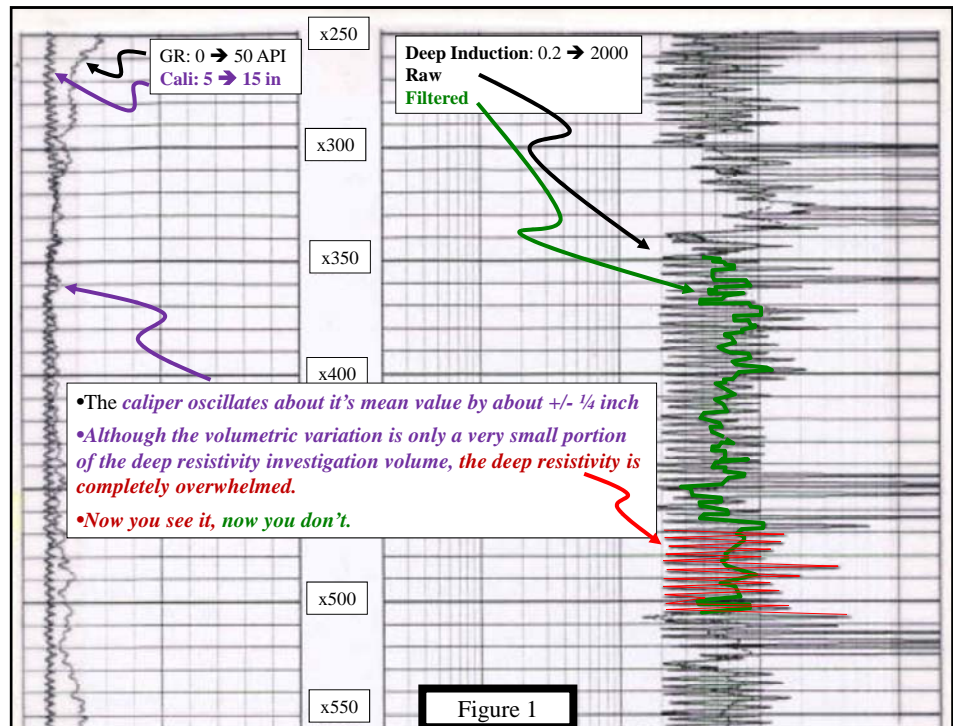 x250
GR: 0 ➔ 50 API
Cali: 5 ➔ 15 in
Deep Induction: 0.2 ➔ 2000
Raw
Filtered
x300
x350
x400
•The caliper oscillates about it's mean value by about +/- ¼ inch
•Although the volumetric variation is only a very small portion
of the deep resistivity investigation volume, the deep resistivity is
completely overwhelmed.
•Now you see it, now you don't.
x500
x550
Figure 1